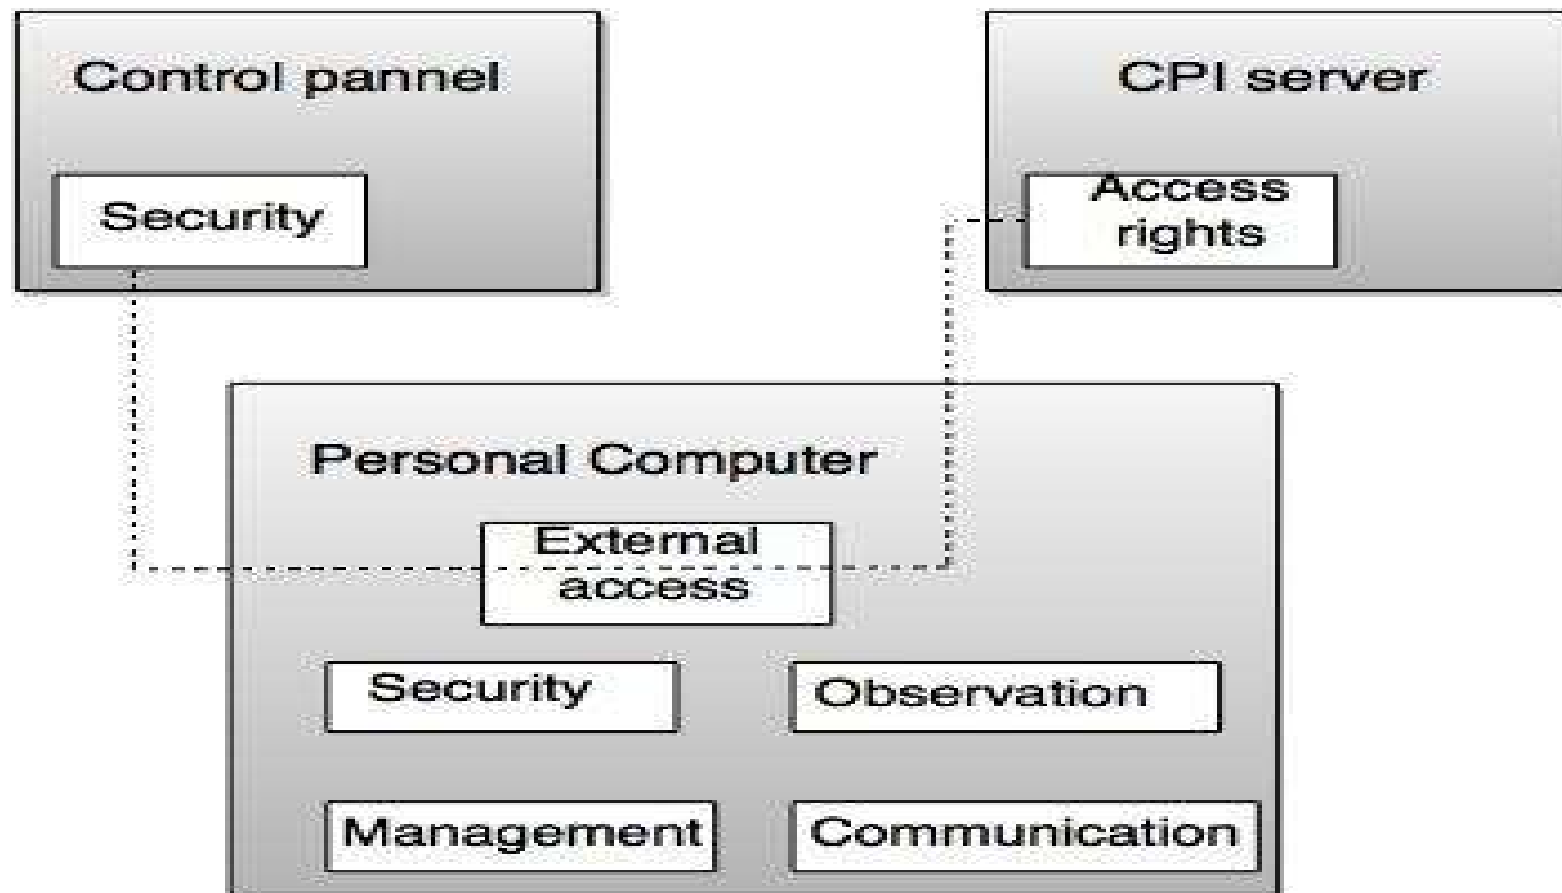 Control pannel
Security
CPI server
Access
rights
Personal Computer
External
access
Security
Observation
Management
Communication